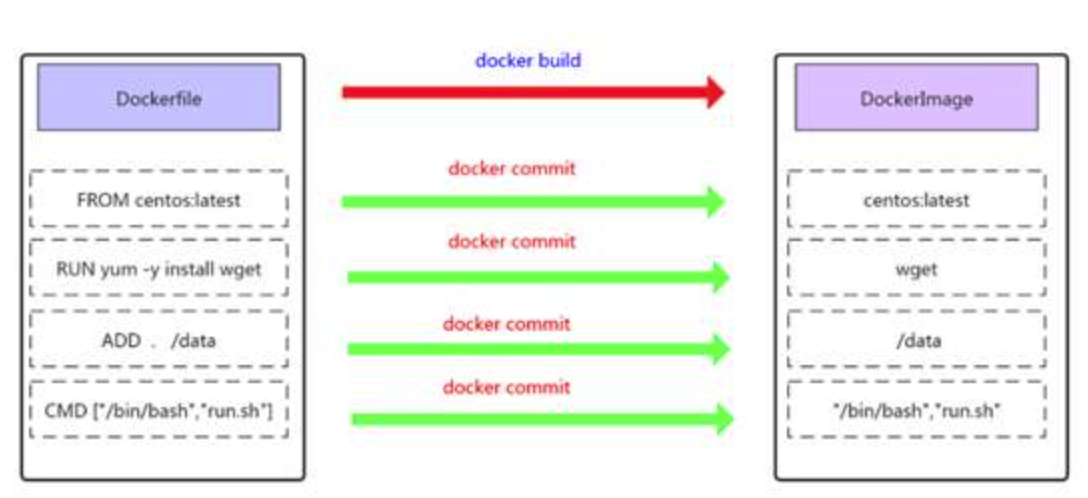 docker build
Dockerfile
DockerImage
docker commit
FROM centos:latest
centos:latest
docker commit
RUN yum -y install wget
wget
docker commit
ADD . /data
/data
docker commit
CMD ["/bin/bash","run.sh"]
"/bin/bash","run.sh"